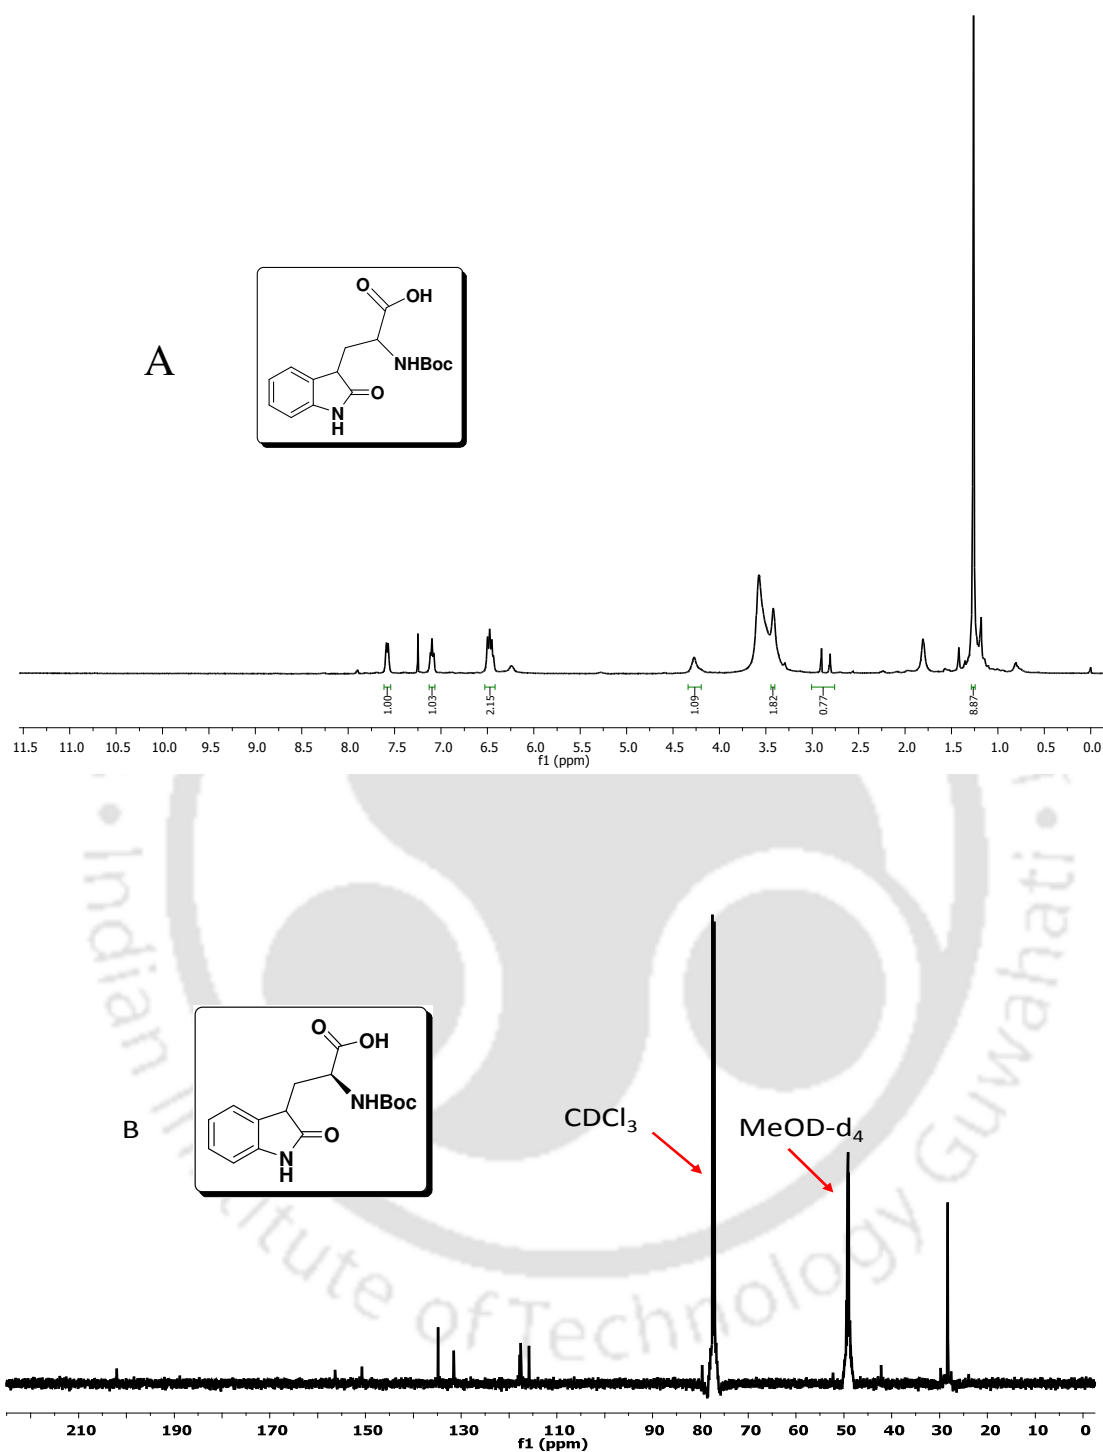 A
O
OH
NHBoc
O
N
H
1.00
1.03
2.15
1.09
1.82
0.77
8.87
11.5 11.0 10.5 10.0 9.5 9.0 8.5 8.0 7.5 7.0 6.5 6.0 5.5 5.0 4.5 4.0 3.5 3.0 2.5 2.0 1.5 1.0 0.5 0.0
f1 (ppm)
Indian Institute of Technology Guwahati
B
O
OH
NHBoc
O
N
H
CDCl3
MeOD-d4
210 190 170 150 130 110 90 80 70 60 50 40 30 20 10 0
f1 (ppm)